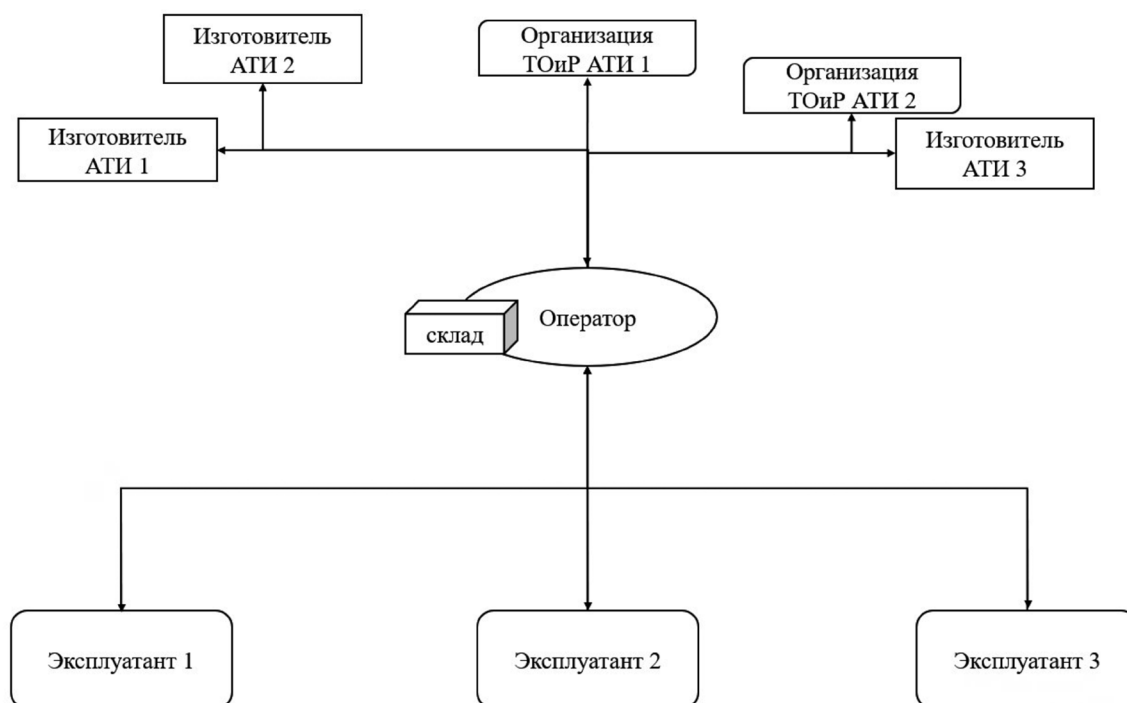 Изготовитель
АТИ 2
Организация
ТОиР АТИ 1
Организация
ТОиР АТИ 2
Изготовитель
АТИ 1
Изготовитель
АТИ 3
Оператор
склад
Эксплуатант 1
Эксплуатант 2
Эксплуатант 3